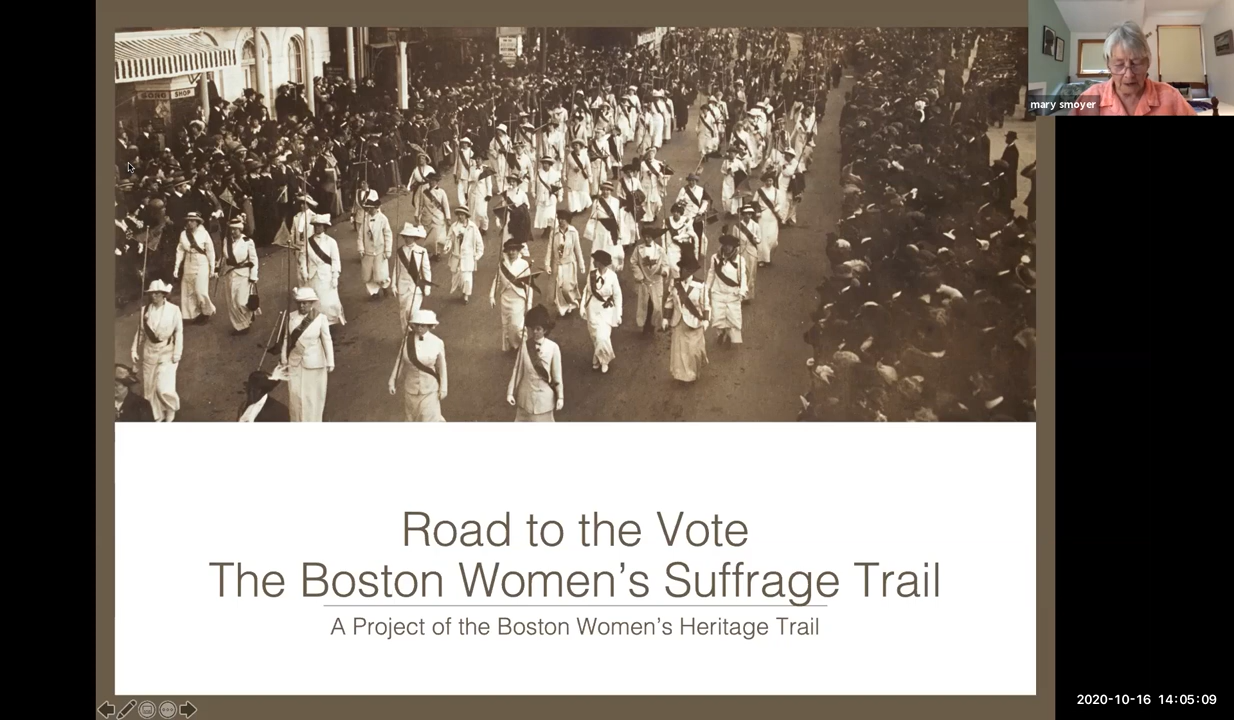 mary smoyer
SHOP
Road to the Vote
The Boston Women’s Suffrage Trail
A Project of the Boston Women’s Heritage Trail
2020-10-16 14:05:09